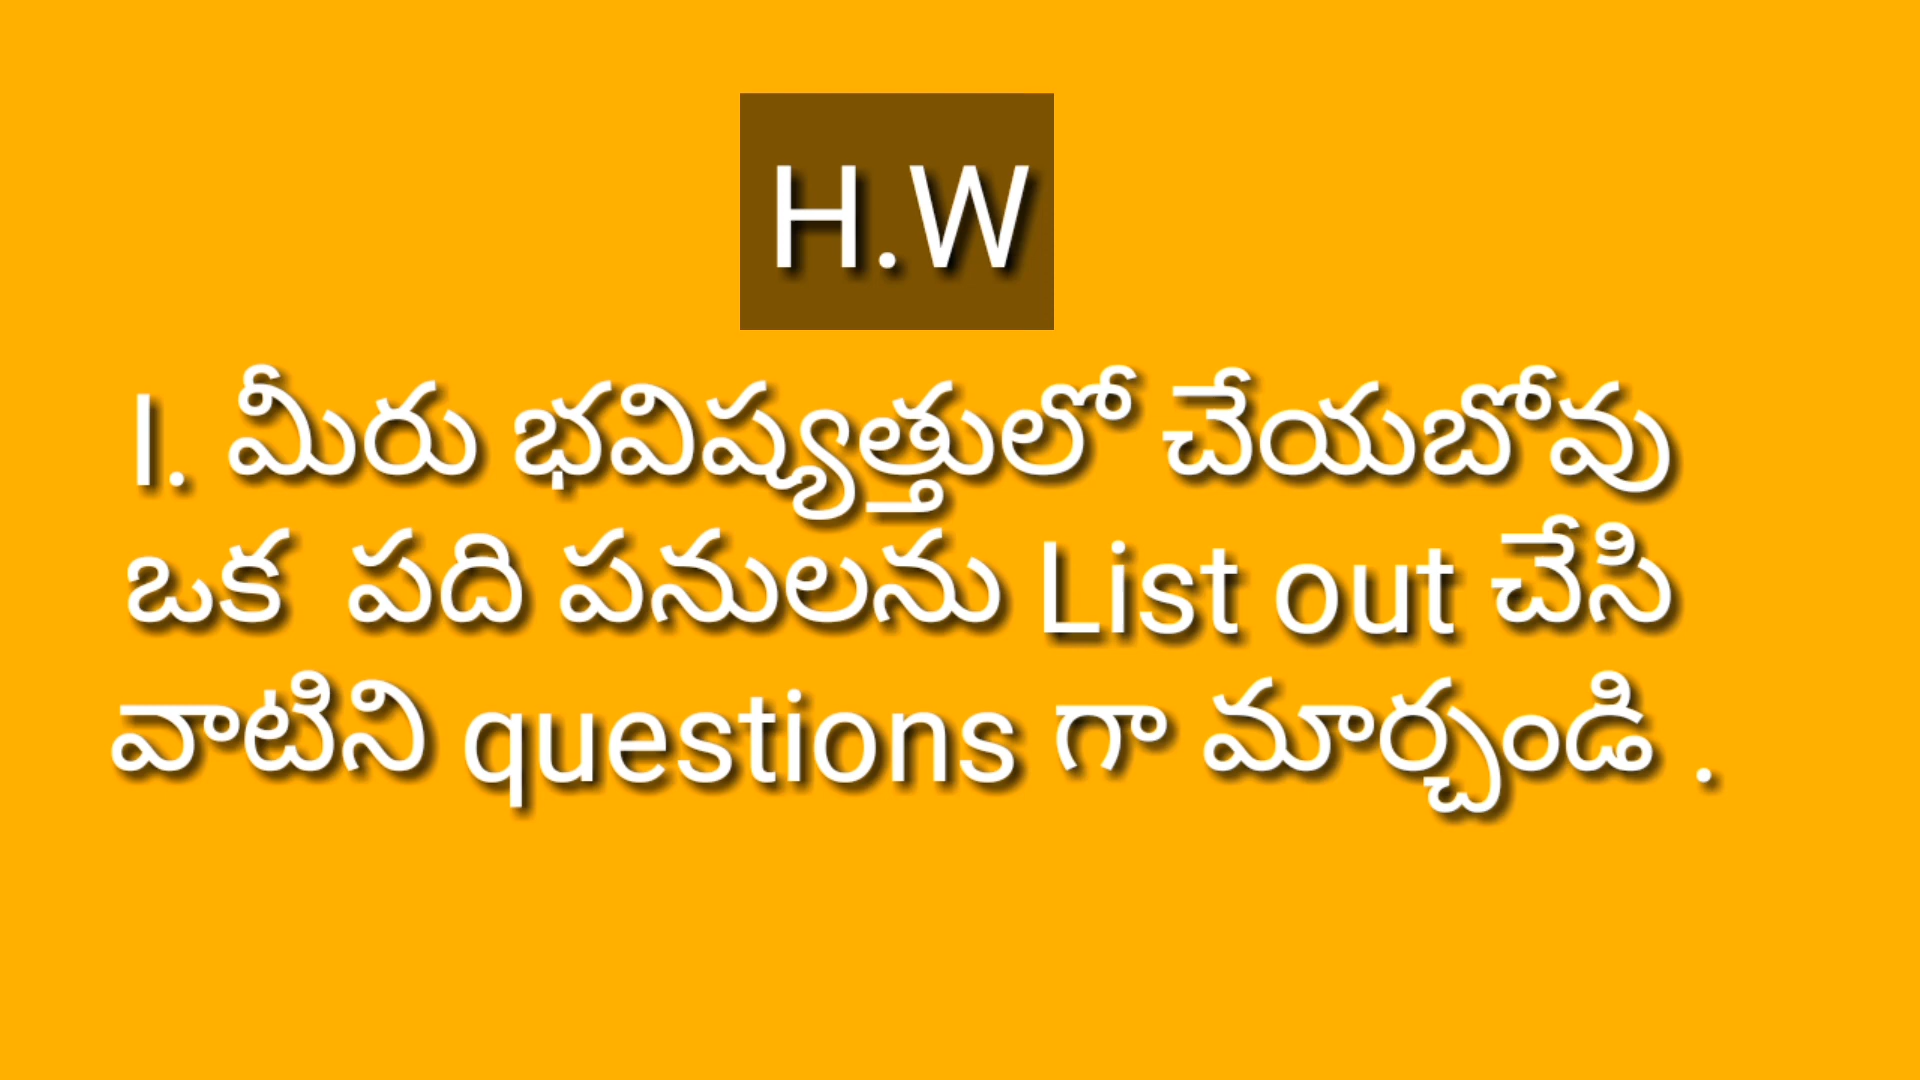 H.W
I. మీరు భవిష్యత్తులో చేయబోవు
ఒక పది పనులను List out చేసి
వాటిని questions గా మార్చండి .